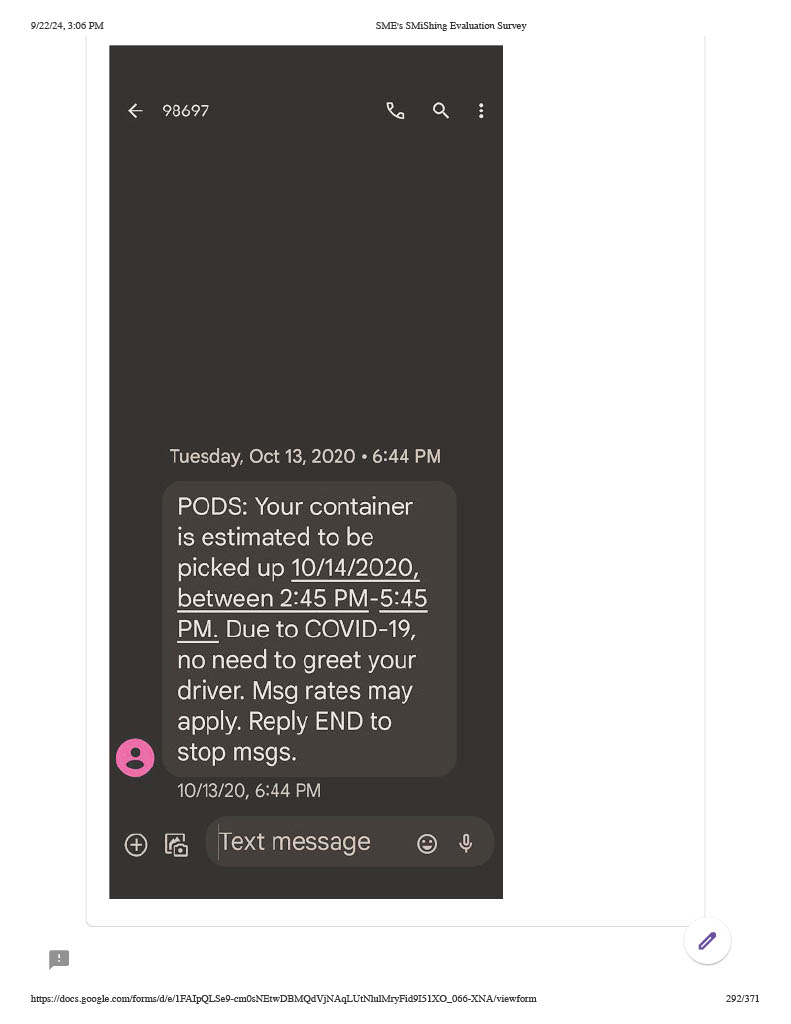 9/22/24, 3:06 PM SME's SMiShing Evaluation Survey
98697
Tuesday, Oct 13, 2020 • 6:44 PM
PODS: Your container
is estimated to be
picked up 10/14/2020,
between 2:45 PM-5:45
PM. Due to COVID-19,
no need to greet your
driver. Msg rates may
apply. Reply END to
stop msgs.
10/13/20, 6:44 PM
Text message
https://docs.google.com/forms/d/e/1FAIpQLSe9-cm0sNEtwDBMQdVjNAqLUtNlulMryFid9I51XO_066-XNA/viewform 292/371